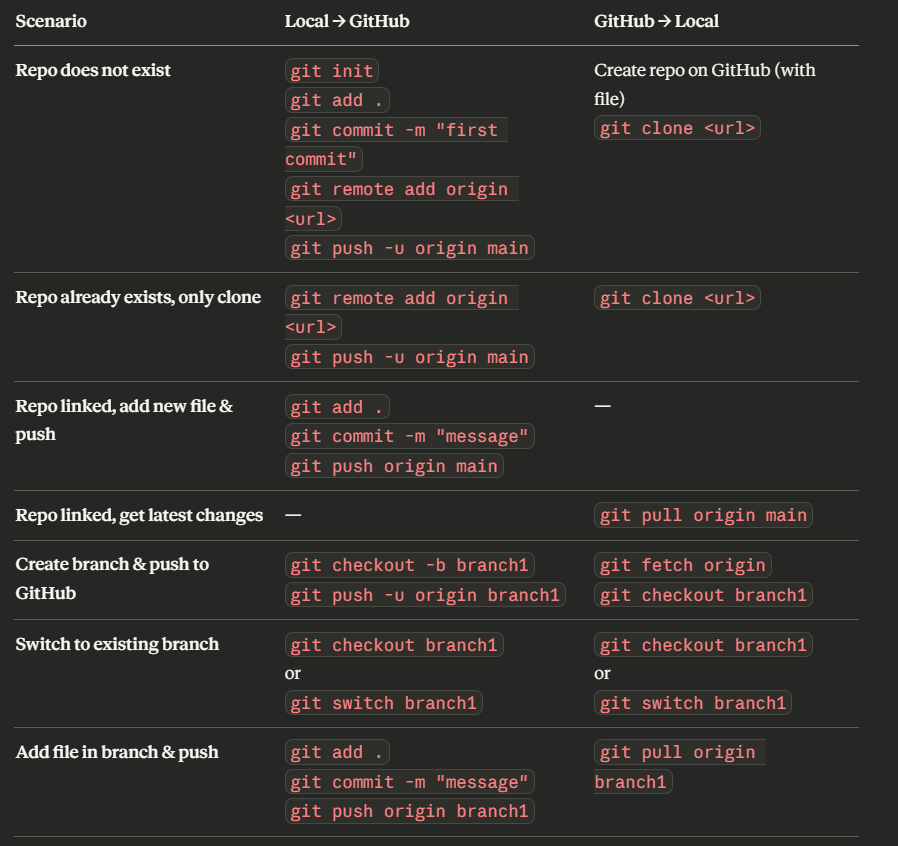 Scenario Local → GitHub GitHub → Local
Repo does not exist git init Create repo on GitHub (with
git add . file)
git commit -m "first git clone <url>
commit"
git remote add origin
<url>
git push -u origin main
Repo already exists, only clone git remote add origin git clone <url>
<url>
git push -u origin main
Repo linked, add new file & git add . —
push git commit -m "message"
git push origin main
Repo linked, get latest changes — git pull origin main
Create branch & push to git checkout -b branch1 git fetch origin
GitHub git push -u origin branch1 git checkout branch1
Switch to existing branch git checkout branch1 git checkout branch1
or or
git switch branch1 git switch branch1
Add file in branch & push git add . git pull origin
git commit -m "message" branch1
git push origin branch1